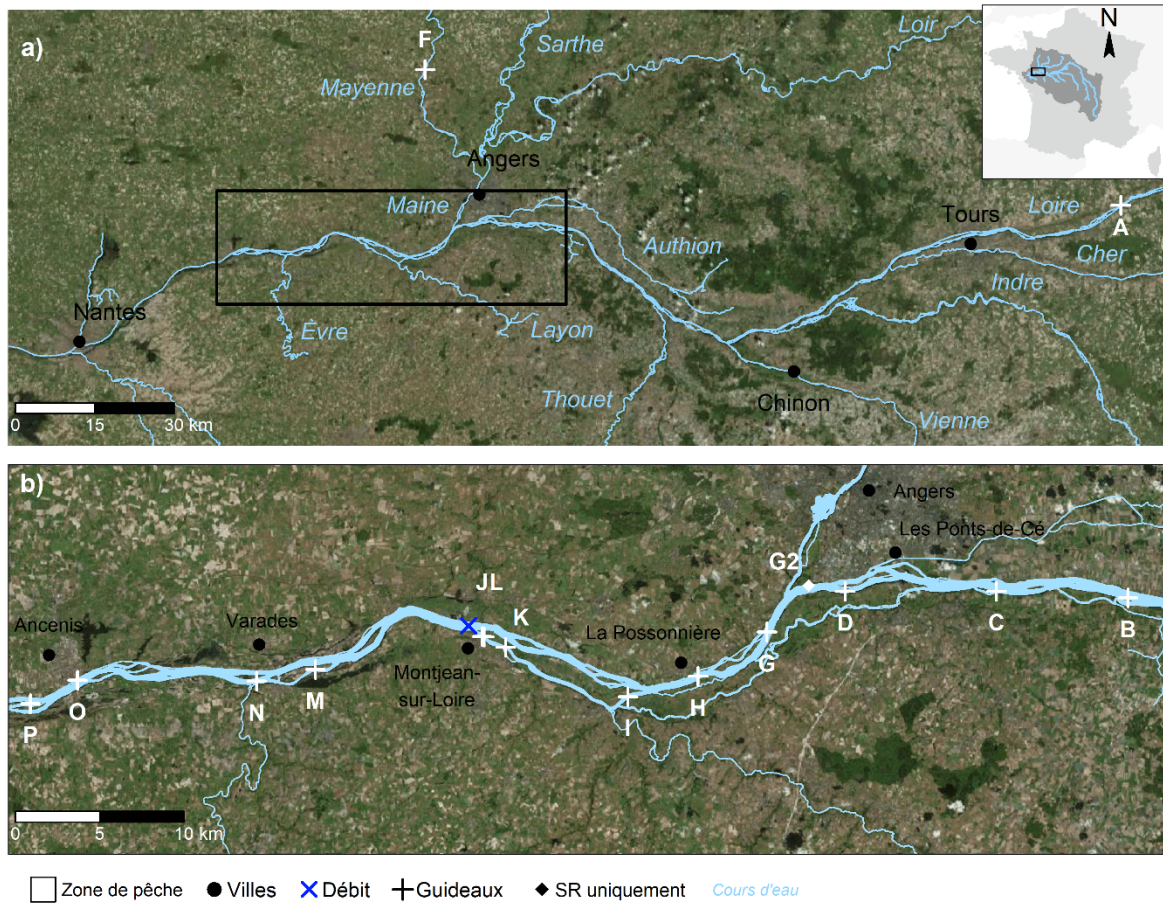 a)
F
Sarthe
Loir
N
Mayenne
Angers
Maine
Tours
Loire
A
Authion
Cher
Indre
Nantes
Èvre
Layon
Thouet
Chinon
Vienne
0 15 30 km
b)
Angers
Les Ponts-de-Cé
G2
JL
K
Ancenis
Varades
La Possonnière
D
C
B
G
Montjean-
sur-Loire
M
H
N
I
O
P
0 5 10 km
Zone de pêche Villes Débit Guideaux SR uniquement Cours d'eau